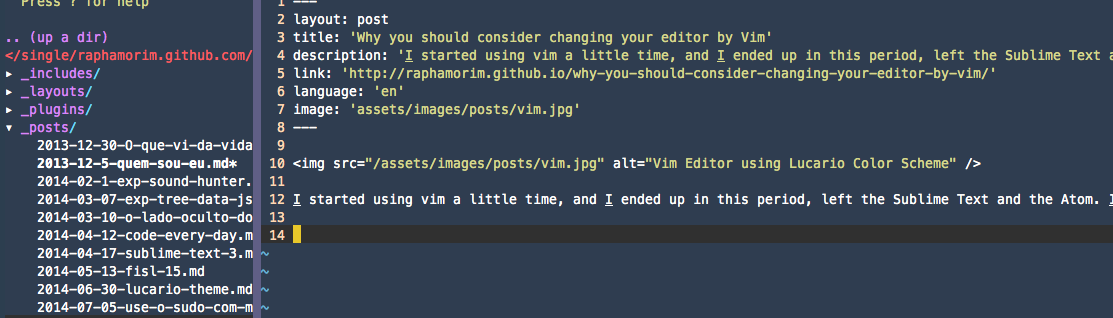 Press ? for help
.. (up a dir)
</single/raphamorim.github.com/
▸ _includes/
▸ _layouts/
▸ _plugins/
▾ _posts/
2013-12-30-O-que-vi-da-vida
2013-12-5-quem-sou-eu.md*
2014-02-1-exp-sound-hunter.
2014-03-07-exp-tree-data-js
2014-03-10-o-lado-oculto-do
2014-04-12-code-every-day.m
2014-04-17-sublime-text-3.m
2014-05-13-fisl-15.md
2014-06-30-lucario-theme.md
2014-07-05-use-o-sudo-com-m
1 ---
2 layout: post
3 title: 'Why you should consider changing your editor by Vim'
4 description: 'I started using vim a little time, and I ended up in this period, left the Sublime Text a
5 link: 'http://raphamorim.github.io/why-you-should-consider-changing-your-editor-by-vim/'
6 language: 'en'
7 image: 'assets/images/posts/vim.jpg'
8 ---
9
10 <img src="/assets/images/posts/vim.jpg" alt="Vim Editor using Lucario Color Scheme" />
11
12 I started using vim a little time, and I ended up in this period, left the Sublime Text and the Atom. I
13
14
~
~
~
~